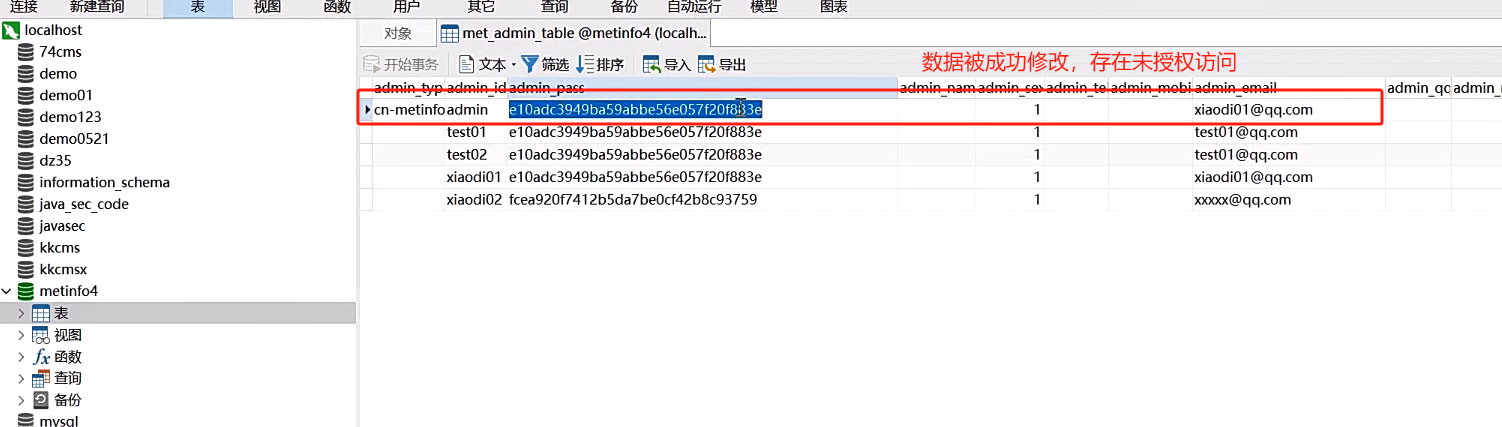 连接 新建查询 表 视图 函数 用户 其它 查询 备份 自动运行 模型 图表
localhost
74cms
demo
demo01
demo123
demo0521
dz35
information_schema
java_sec_code
javasec
kkcms
kkcmsx
metinfo4
表
视图
fx 函数
查询
备份
mysql
对象 met_admin_table @metinfo4 (localh...
开始事务 文本 筛选 排序 导入 导出
数据被成功修改，存在未授权访问
admin_typ admin_id admin_pass admin_nam admin_sex admin_te admin_mobi admin_email admin_qq
cn-metinfo admin e10adc3949ba59abbe56e057f20f883e 1 xiaodi01@qq.com
test01 e10adc3949ba59abbe56e057f20f883e 1 test01@qq.com
test02 e10adc3949ba59abbe56e057f20f883e 1 test01@qq.com
xiaodi01 e10adc3949ba59abbe56e057f20f883e 1 xiaodi01@qq.com
xiaodi02 fcea920f7412b5da7be0cf42b8c93759 1 xxxxx@qq.com